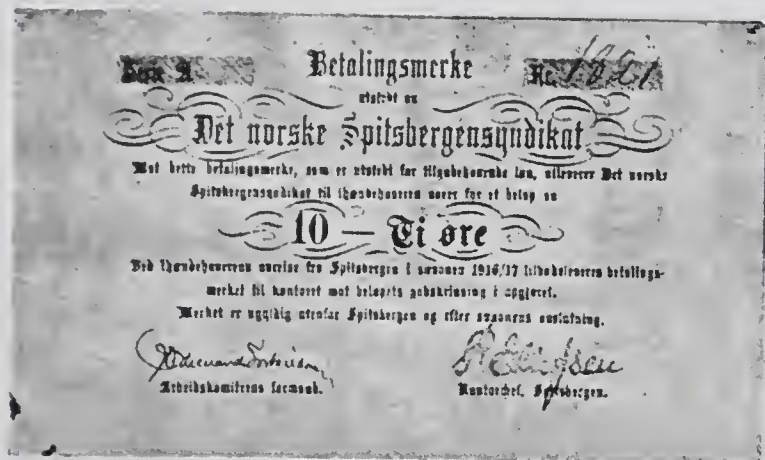 Serie A Betalingsmerke Nr.
utstedt av
Det norske Spitsbergensyndikat
Mot dette betalingsmerke, som er utstedt for tilgodehavende løn, utleverer Det norske
Spitsbergensyndikat til ihændehaveren varer for et beløp av
10 — Ti øre
Ved ihændehaverens avreise fra Spitsbergen i sæsonen 1916/17 tilbakeleveres betalings-
merket til kontoret mot beløpets godskrivning i opgjøret.
Merket er ugyldig utenfor Spitsbergen og efter sæsonens avslutning.
Arbeidskomiteens formand. Kontorchef, Spitsbergen.